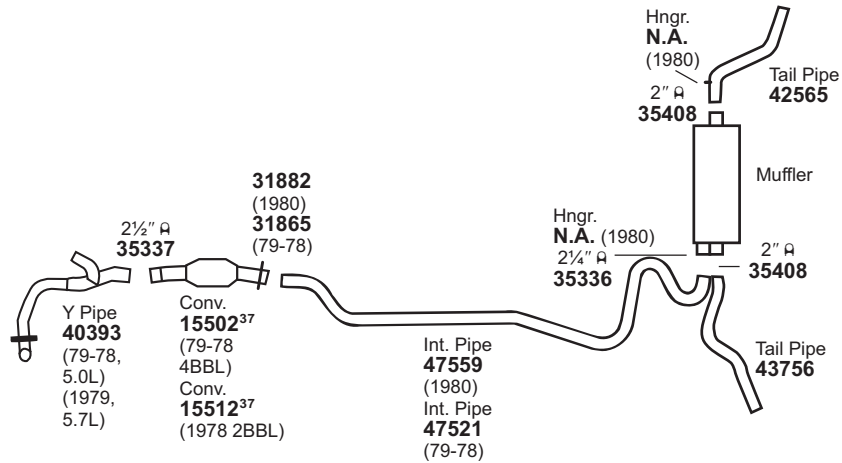 Hngr.
N.A.
(1980)
Tail Pipe
42565
2"
35408
Muffler
31882
(1980)
31865
(79-78)
2½"
35337
Hngr.
N.A. (1980)
2¼"
35336
2"
35408
Y Pipe
40393
(79-78,
5.0L)
(1979,
5.7L)
Conv.
15502³⁷
(79-78
4BBL)
Conv.
15512³⁷
(1978 2BBL)
Int. Pipe
47559
(1980)
Int. Pipe
47521
(79-78)
Tail Pipe
43756